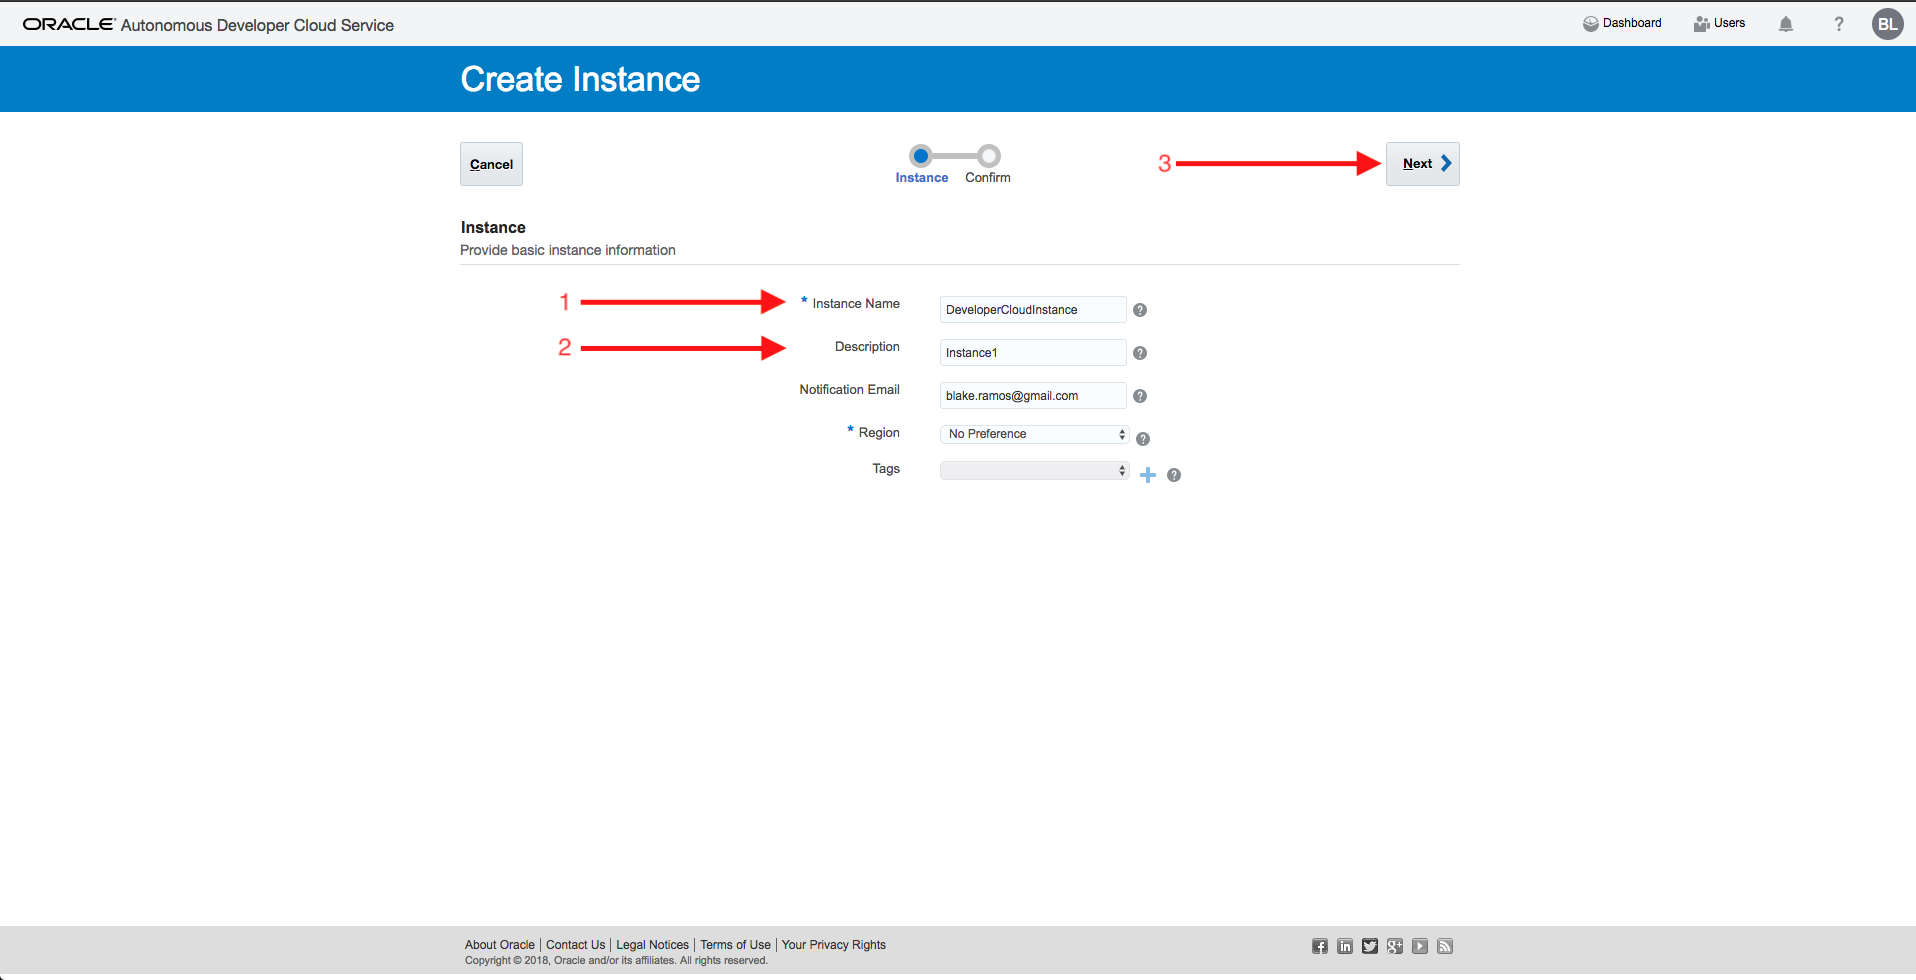 ORACLE® Autonomous Developer Cloud Service Dashboard Users ? BL
Create Instance
Cancel
Instance Confirm
3 Next
Instance
Provide basic instance information
1 * Instance Name DeveloperCloudInstance ?
2 Description Instance1 ?
Notification Email blake.ramos@gmail.com ?
* Region No Preference ?
Tags + ?
About Oracle | Contact Us | Legal Notices | Terms of Use | Your Privacy Rights f in g+
Copyright © 2018, Oracle and/or its affiliates. All rights reserved.